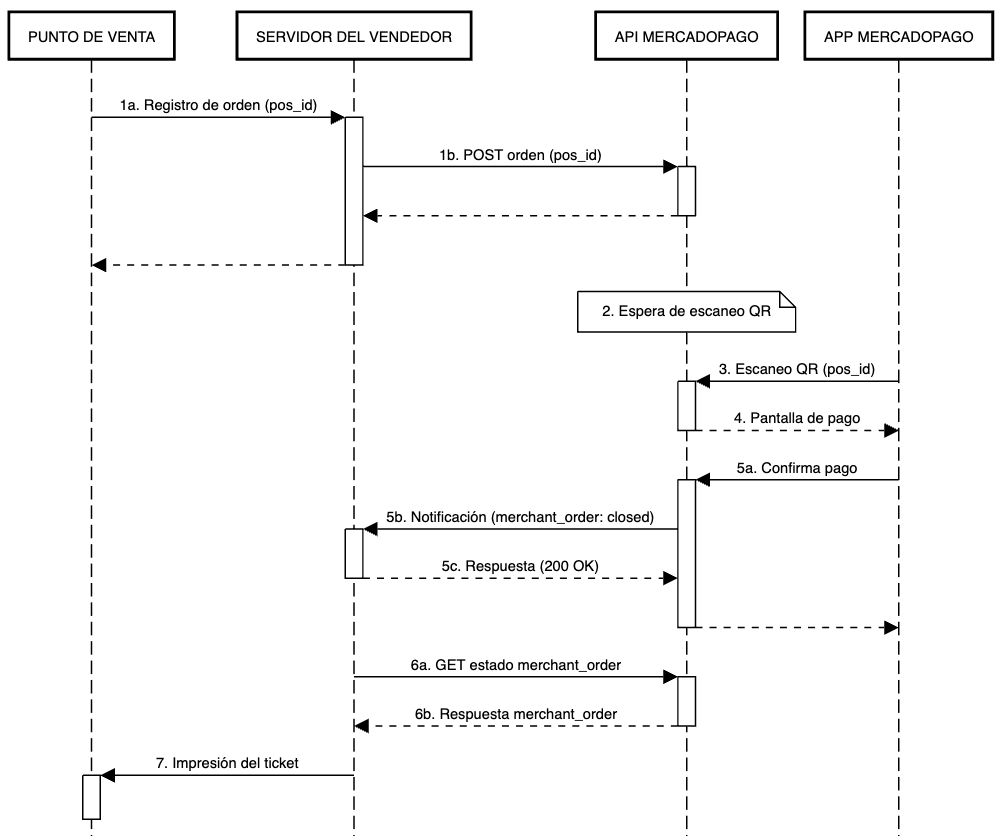 PUNTO DE VENTA
SERVIDOR DEL VENDEDOR
API MERCADOPAGO
APP MERCADOPAGO
1a. Registro de orden (pos_id)
1b. POST orden (pos_id)
2. Espera de escaneo QR
3. Escaneo QR (pos_id)
4. Pantalla de pago
5a. Confirma pago
5b. Notificación (merchant_order: closed)
5c. Respuesta (200 OK)
6a. GET estado merchant_order
6b. Respuesta merchant_order
7. Impresión del ticket